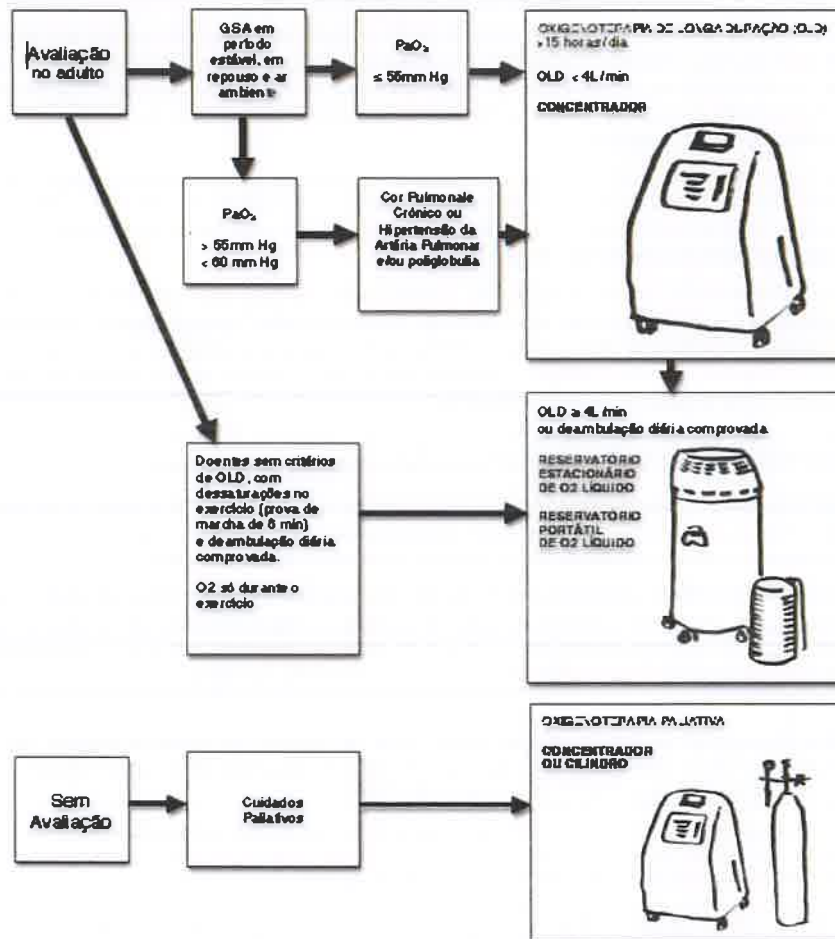 Avaliação
no adulto
GSA em
período
estável, em
repouso e ar
ambiente
PaO₂
≤ 55mm Hg
OXIGENOTERAPIA DE LONGA DURAÇÃO (OLD)
>15 horas/dia
OLD < 4L/min
CONCENTRADOR
PaO₂
> 55mm Hg
< 60 mm Hg
Cor Pulmonale
Crónico ou
Hipertensão da
Artéria Pulmonar
e/ou poliglobulia
Doentes sem critérios
de OLD, com
dessaturações no
exercício (prova de
marcha de 6 min)
e deambulação diária
comprovada.
O2 só durante o
exercício
OLD ≥ 4L/min
ou deambulação diária comprovada
RESERVATÓRIO
ESTACIONÁRIO
DE O2 LÍQUIDO
RESERVATÓRIO
PORTÁTIL
DE O2 LÍQUIDO
Sem
Avaliação
Cuidados
Paliativos
OXIGENOTERAPIA PALIATIVA
CONCENTRADOR
OU CILINDRO